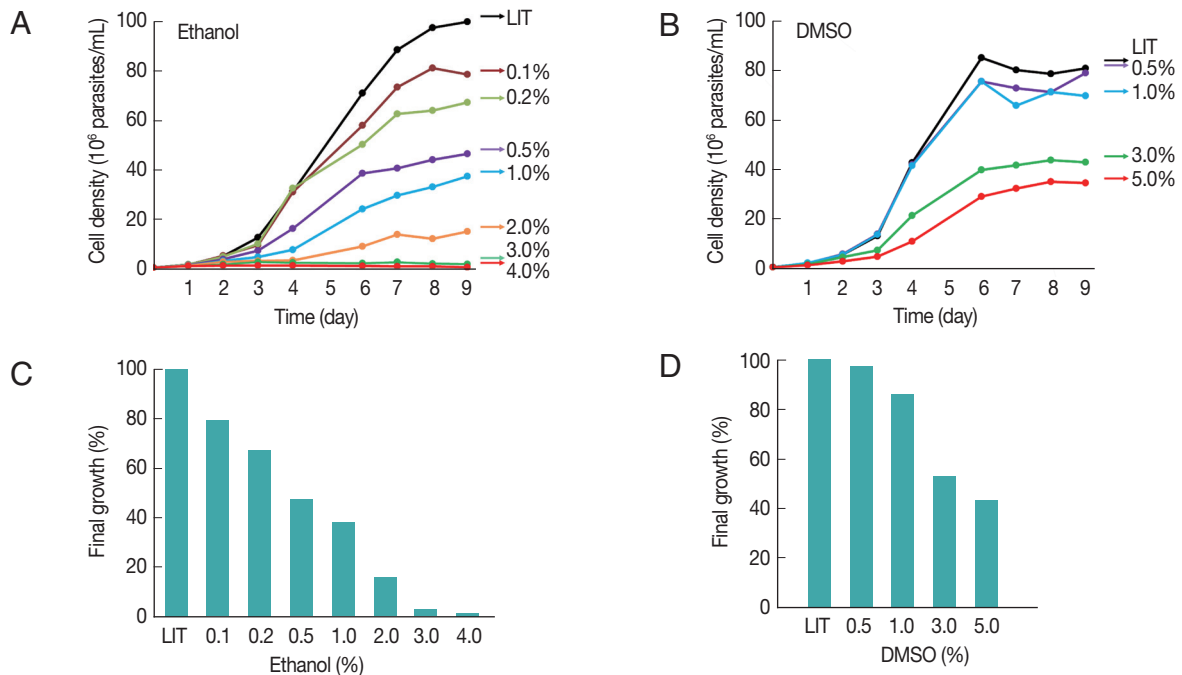 A
Ethanol
Cell density (10⁶ parasites/mL)
100
80
60
40
20
0
1 2 3 4 5 6 7 8 9
Time (day)
LIT
0.1%
0.2%
0.5%
1.0%
2.0%
3.0%
4.0%
B
DMSO
Cell density (10⁶ parasites/mL)
100
80
60
40
20
0
1 2 3 4 5 6 7 8 9
Time (day)
LIT
0.5%
1.0%
3.0%
5.0%
C
Final growth (%)
100
80
60
40
20
0
LIT 0.1 0.2 0.5 1.0 2.0 3.0 4.0
Ethanol (%)
D
Final growth (%)
100
80
60
40
20
0
LIT 0.5 1.0 3.0 5.0
DMSO (%)